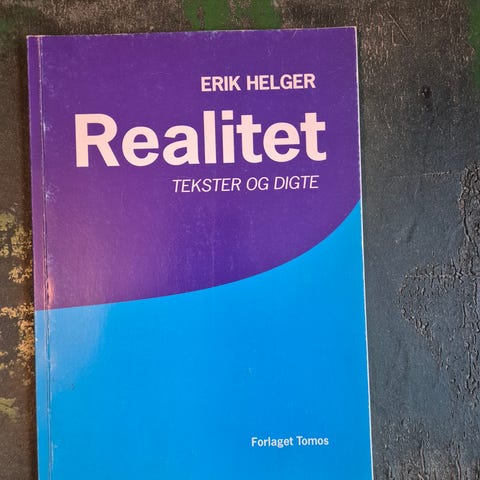 ERIK HELGER
Realitet
TEKSTER OG DIGTE
Forlaget Tomos